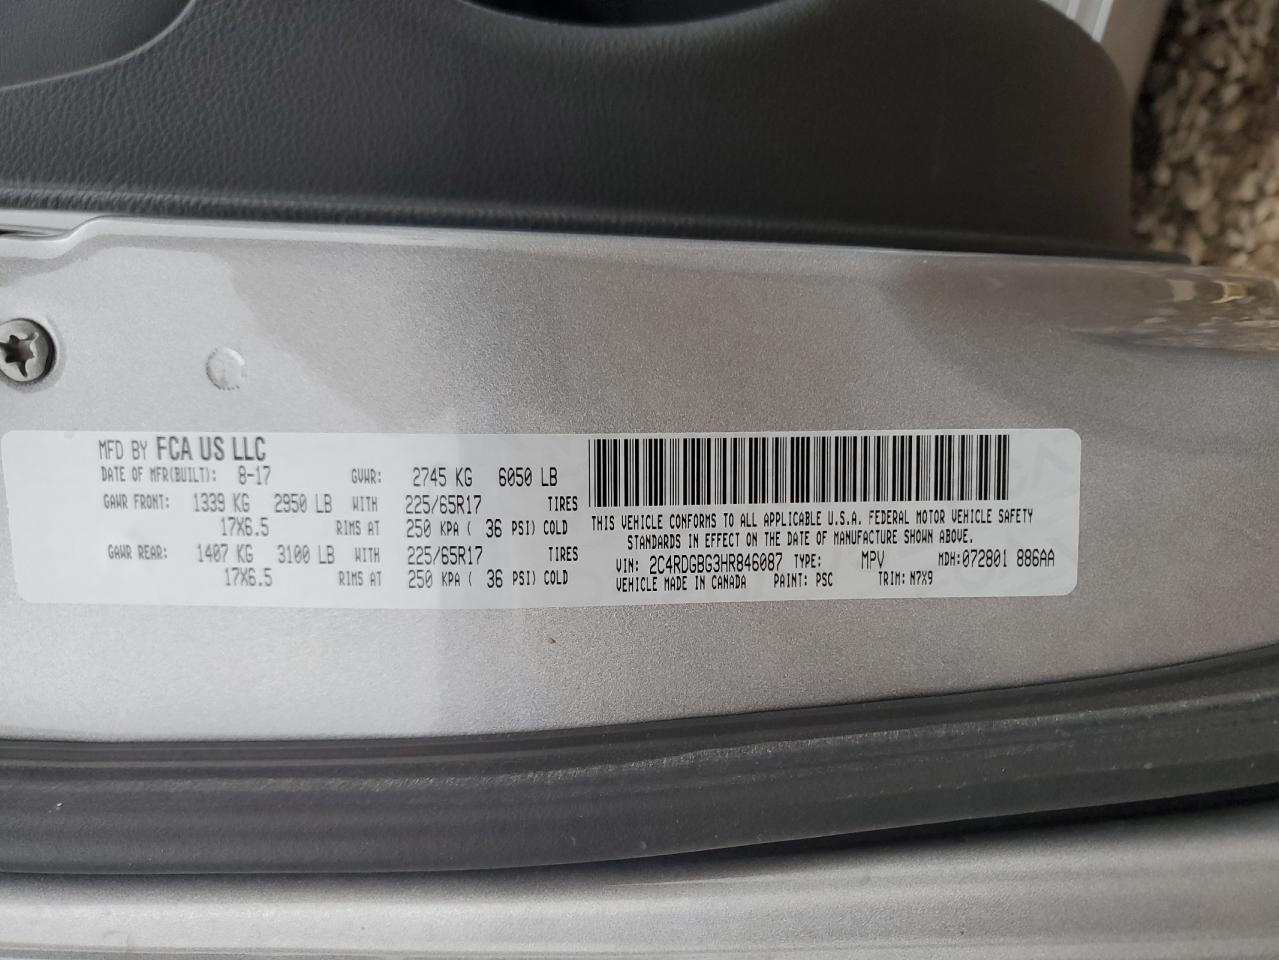 MFD BY FCA US LLC
DATE OF MFR(BUILT): 8-17 GVWR: 2745 KG 6050 LB
GAWR FRONT: 1339 KG 2950 LB WITH 225/65R17 TIRES
17X6.5 RIMS AT 250 KPA ( 36 PSI) COLD
GAWR REAR: 1407 KG 3100 LB WITH 225/65R17 TIRES
17X6.5 RIMS AT 250 KPA ( 36 PSI) COLD
THIS VEHICLE CONFORMS TO ALL APPLICABLE U.S.A. FEDERAL MOTOR VEHICLE SAFETY
STANDARDS IN EFFECT ON THE DATE OF MANUFACTURE SHOWN ABOVE.
VIN: 2C4RDGBG3HR846087 TYPE: MPV MDH:072801 886AA
VEHICLE MADE IN CANADA PAINT: PSC TRIM: N7X9